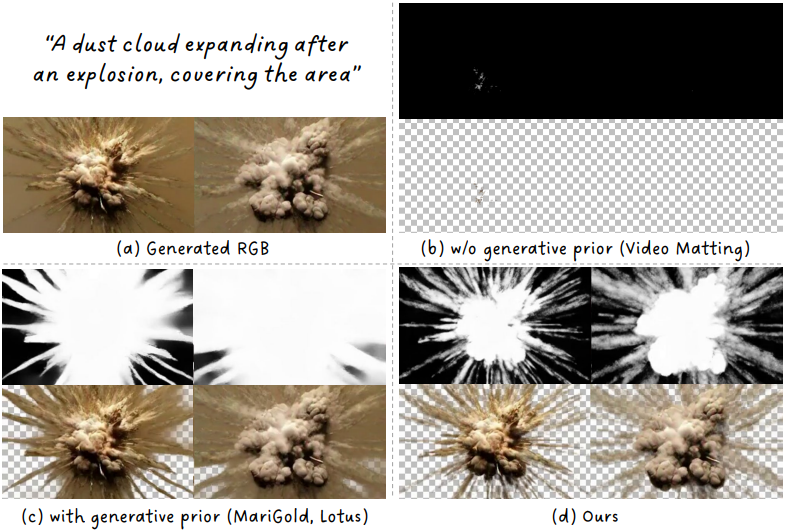 “A dust cloud expanding after
an explosion, covering the area”
(a) Generated RGB
(b) w/o generative prior (Video Matting)
(c) with generative prior (MariGold, Lotus)
(d) Ours